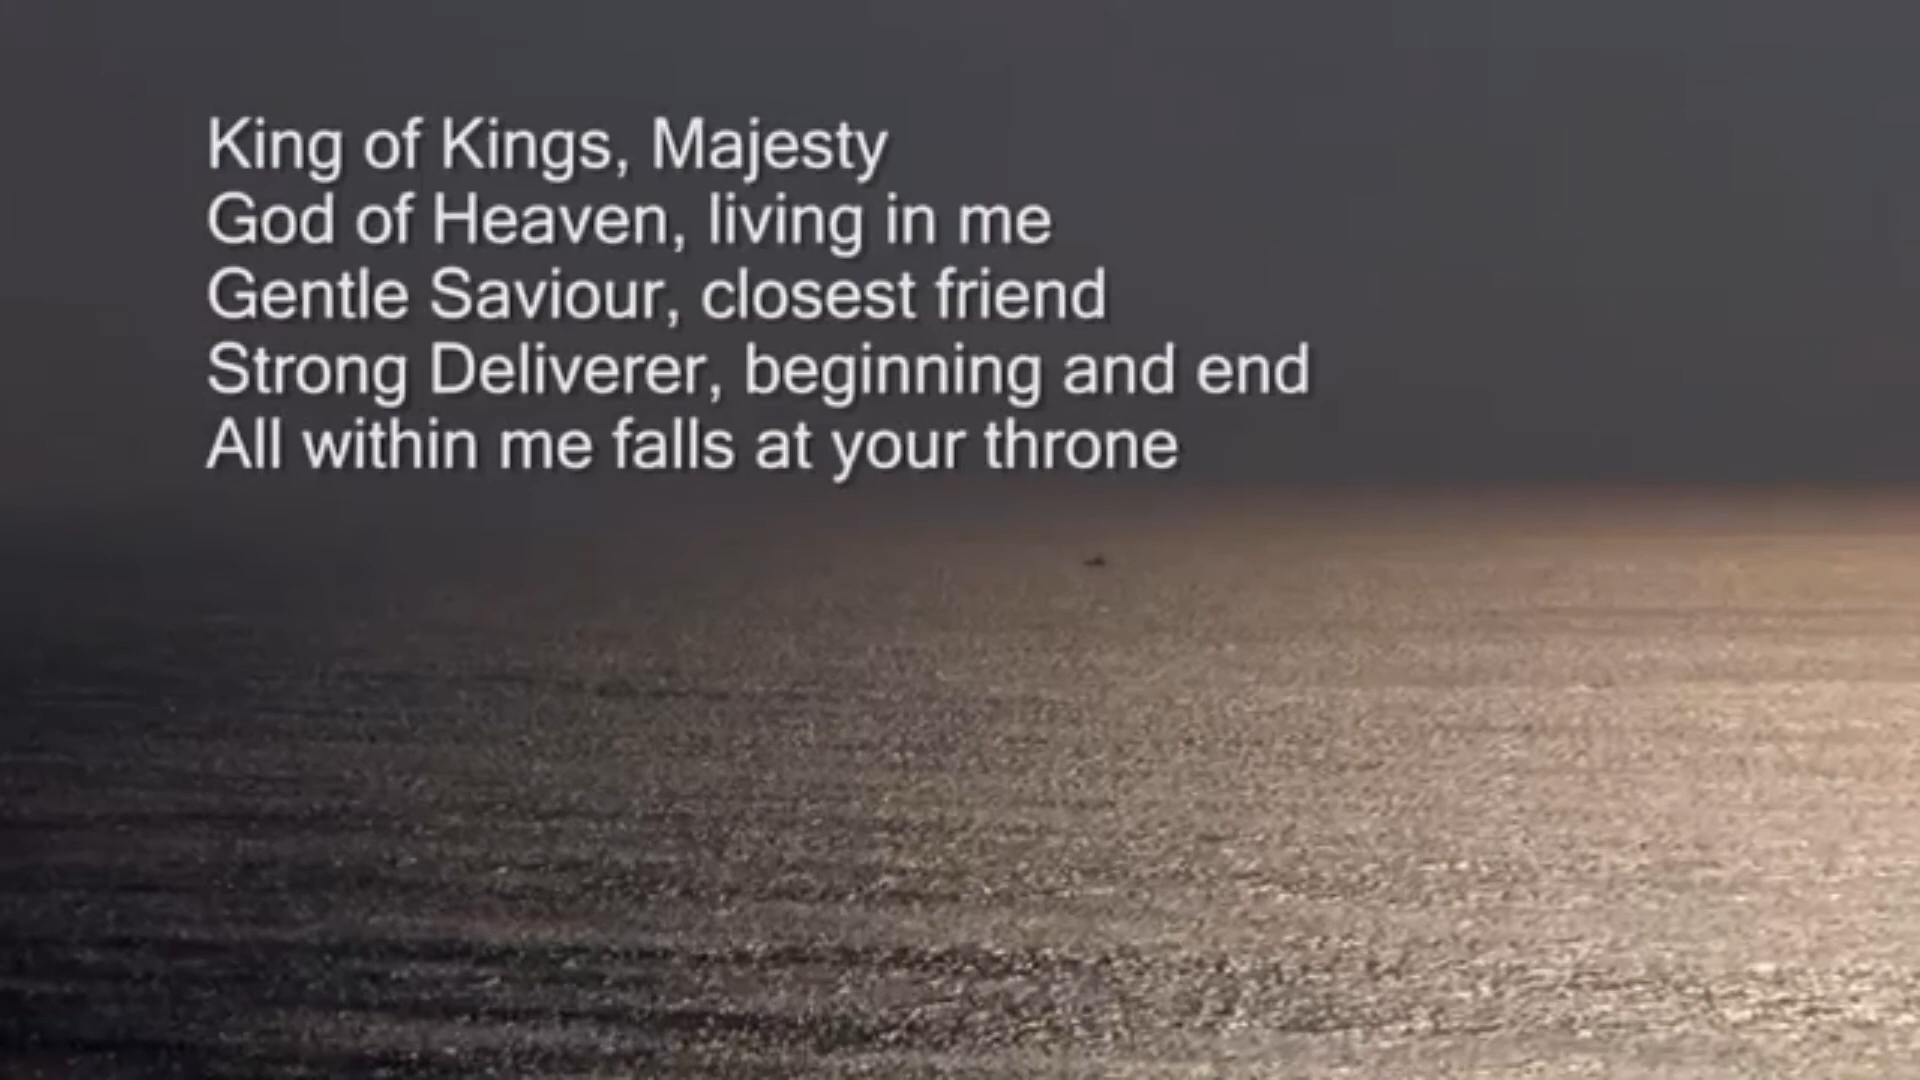 King of Kings, Majesty
God of Heaven, living in me
Gentle Saviour, closest friend
Strong Deliverer, beginning and end
All within me falls at your throne